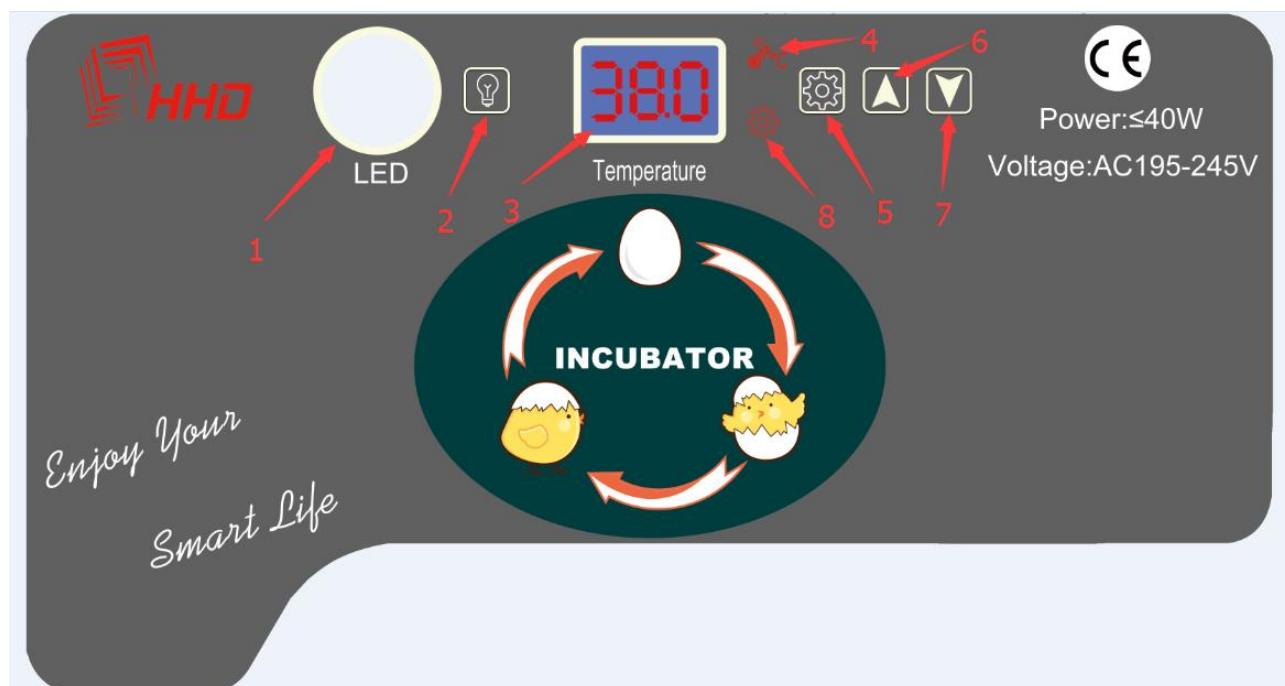 HHD
LED
38.0
Temperature
CE
Power:≤40W
Voltage:AC195-245V
1
2
3
4
6
8
5
7
INCUBATOR
Enjoy Your
Smart Life